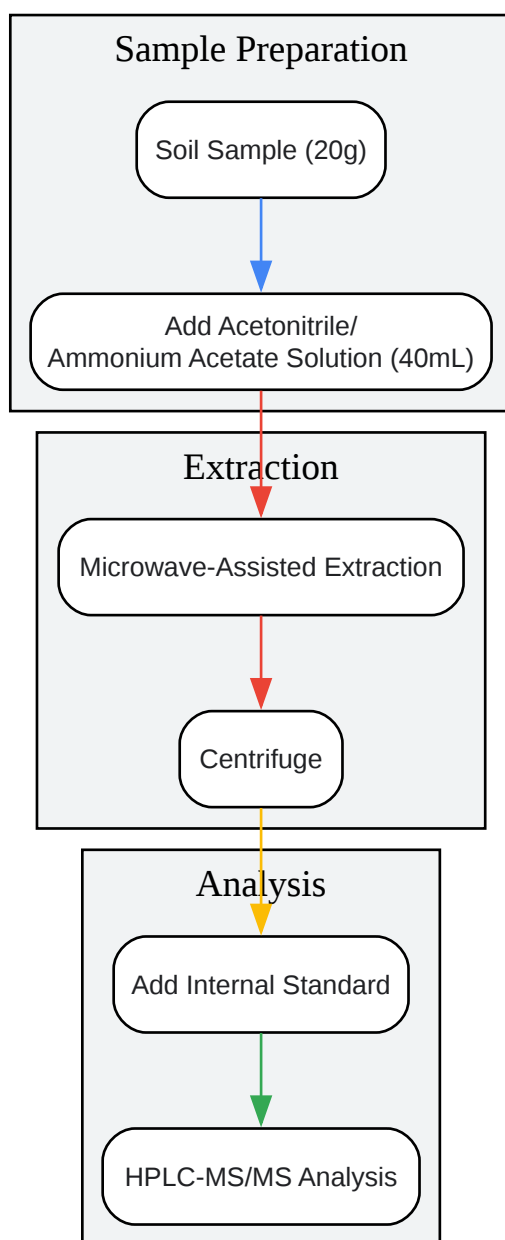 Sample Preparation
Soil Sample (20g)
Add Acetonitrile/
Ammonium Acetate Solution (40mL)
Extraction
Microwave-Assisted Extraction
Centrifuge
Analysis
Add Internal Standard
HPLC-MS/MS Analysis